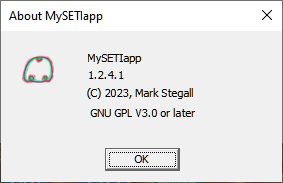 About MySETIapp
MySETIapp
1.2.4.1
(C) 2023, Mark Stegall
GNU GPL V3.0 or later
OK